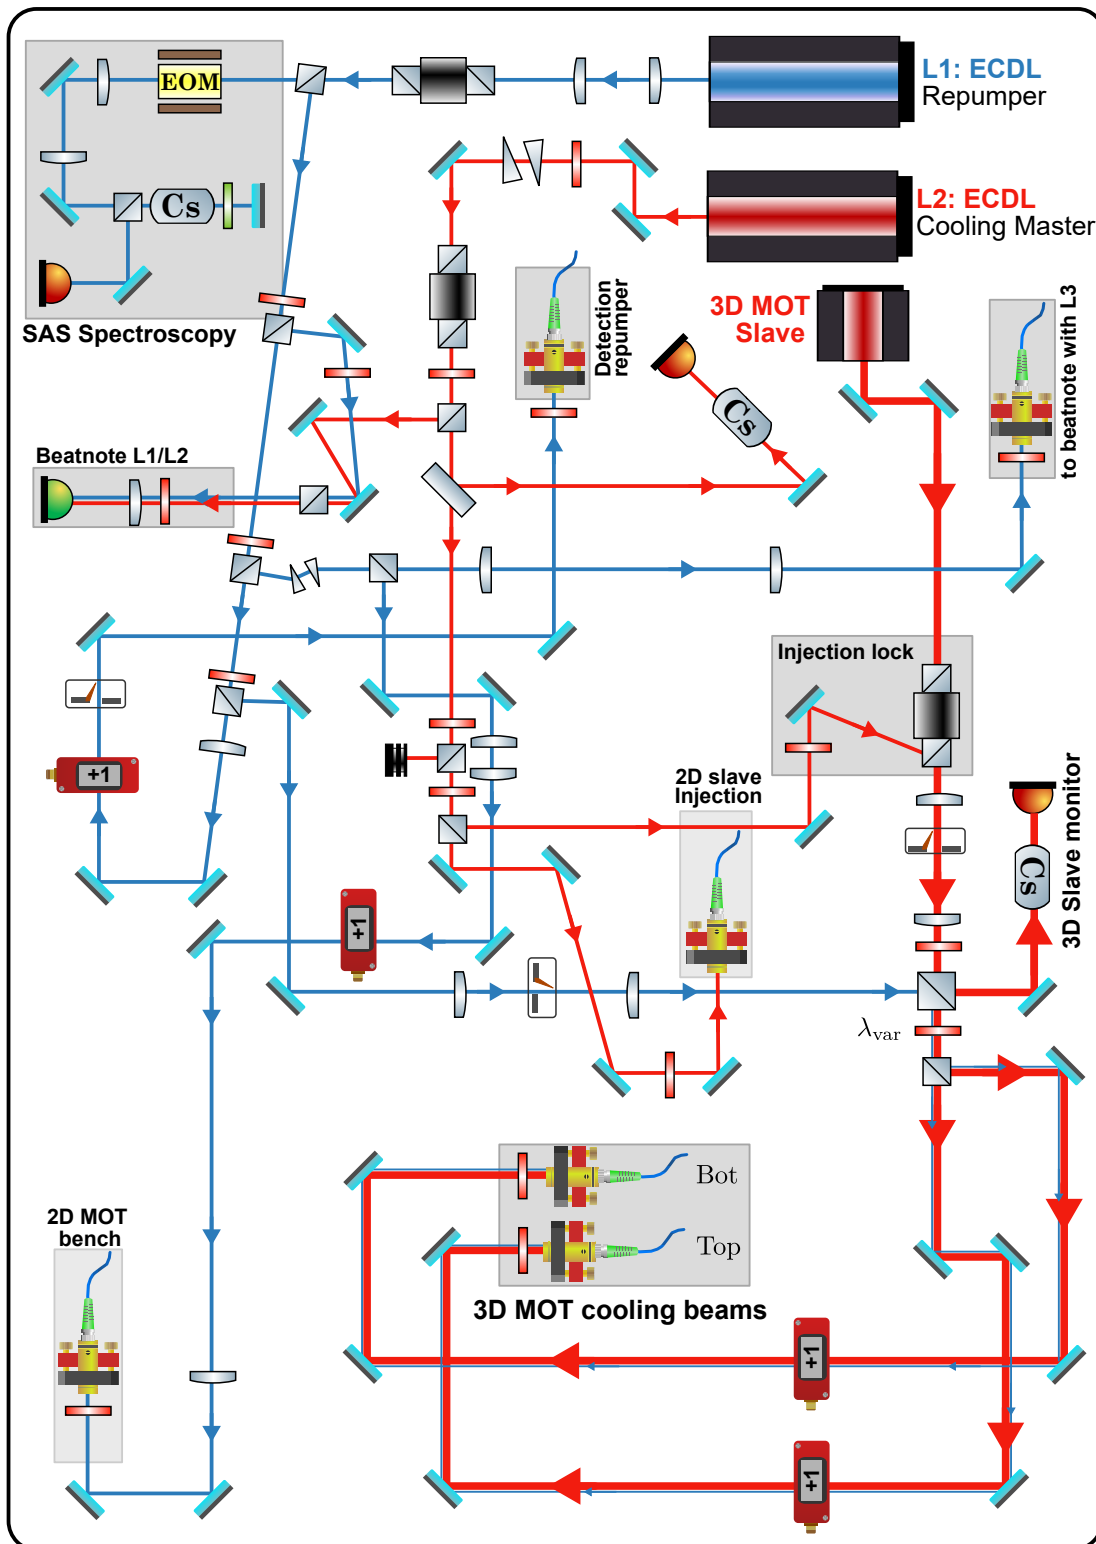 EOM
L1: ECDL
Repumper
Cs
L2: ECDL
Cooling Master
SAS Spectroscopy
Detection
repumper
3D MOT
Slave
to beatnote with L3
Cs
Beatnote L1/L2
Injection lock
+1
2D slave
Injection
Cs
3D Slave monitor
+1
λvar
Bot
Top
3D MOT cooling beams
2D MOT
bench
+1
+1